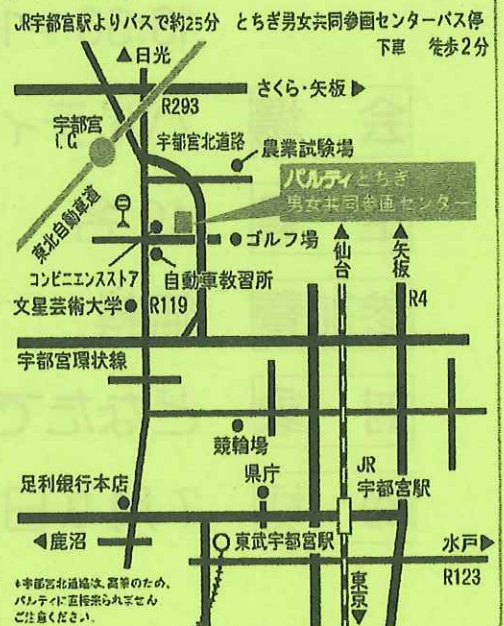 JR宇都宮駅よりバスで約25分 とちぎ男女共同参画センターバス停
下車 徒歩2分
▲日光
さくら・矢板▶
R293
宇都宮
I.C
宇都宮北道路
農業試験場
パルティとちぎ
男女共同参画センター
東北自動車道
ゴルフ場
▲仙台
▲矢板
コンビニエンスストア
自動車教習所
文星芸術大学
R119
R4
宇都宮環状線
競輪場
県庁
JR
宇都宮駅
足利銀行本店
◀鹿沼
東武宇都宮駅
水戸▶
R123
東京▼
*宇都宮北道路は、高架のため、
パルティに直接来られません
ご注意ください。